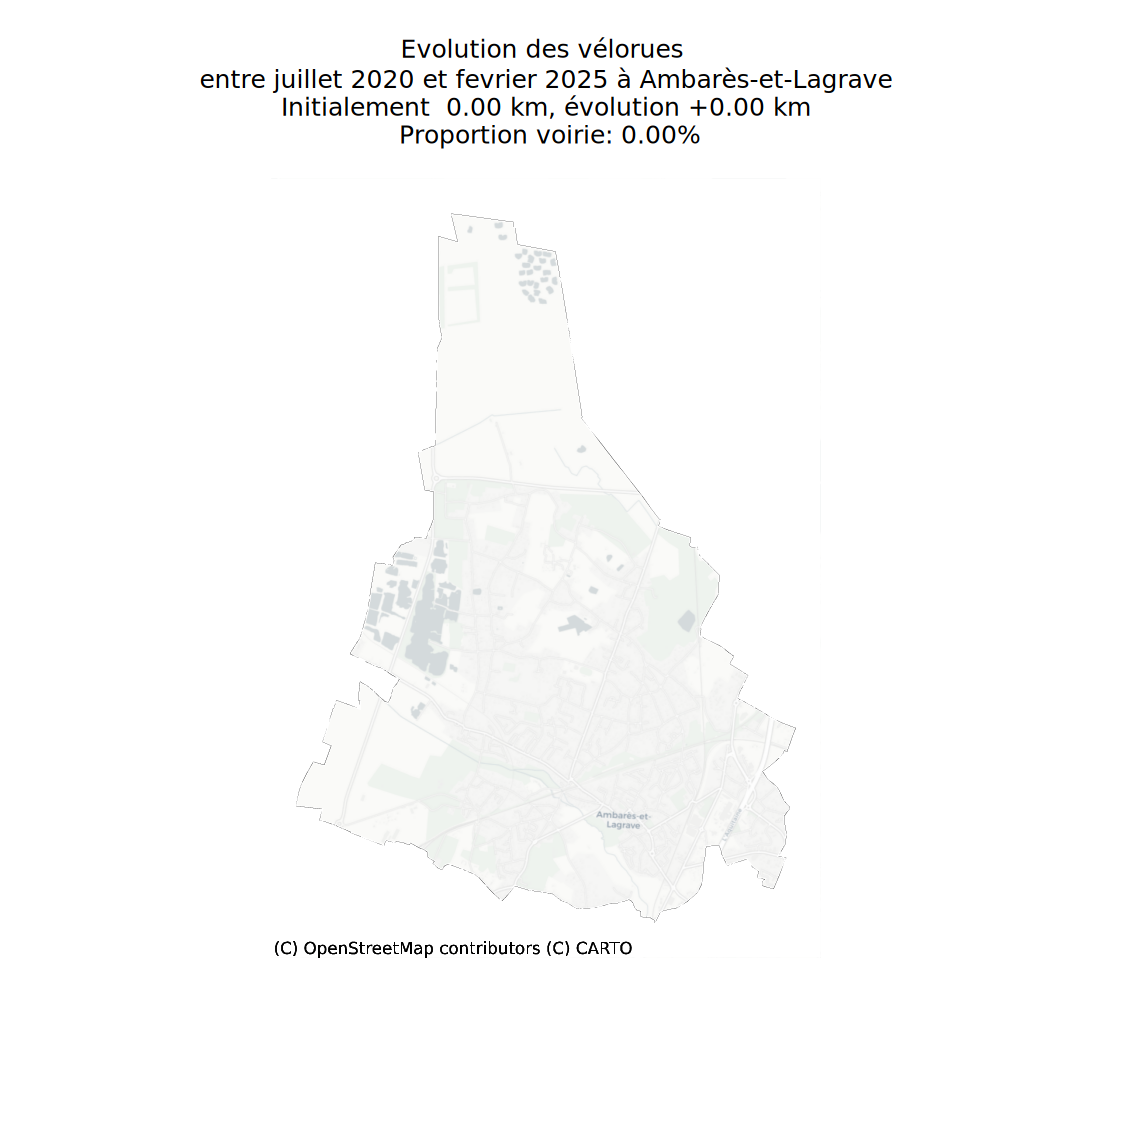 Evolution des vélorues
entre juillet 2020 et fevrier 2025 à Ambarès-et-Lagrave
Initialement  0.00 km, évolution +0.00 km
Proportion voirie: 0.00%
Ambarès-et-
Lagrave
L'Aquitaine
(C) OpenStreetMap contributors (C) CARTO